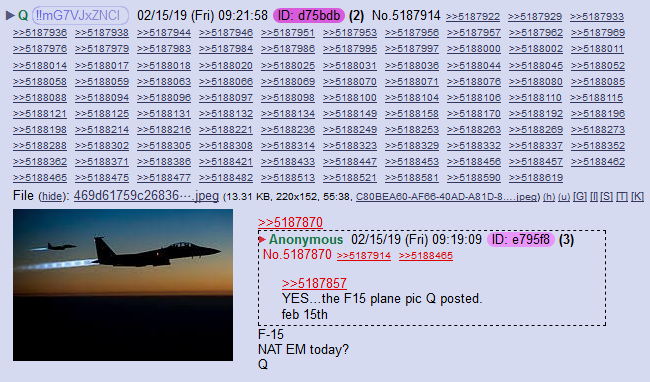 Q !!mG7VJxZNCI 02/15/19 (Fri) 09:21:58 ID: d75bdb (2) No.5187914 >>5187922 >>5187929 >>5187933
>>5187936 >>5187938 >>5187944 >>5187946 >>5187951 >>5187953 >>5187956 >>5187957 >>5187962 >>5187969
>>5187976 >>5187979 >>5187983 >>5187984 >>5187986 >>5187995 >>5187997 >>5188000 >>5188002 >>5188011
>>5188014 >>5188017 >>5188018 >>5188020 >>5188025 >>5188031 >>5188036 >>5188044 >>5188045 >>5188052
>>5188058 >>5188059 >>5188063 >>5188066 >>5188069 >>5188070 >>5188071 >>5188076 >>5188080 >>5188085
>>5188091 >>5188094 >>5188096 >>5188097 >>5188098 >>5188100 >>5188104 >>5188106 >>5188110 >>5188115
>>5188121 >>5188125 >>5188131 >>5188132 >>5188134 >>5188149 >>5188158 >>5188170 >>5188192 >>5188196
>>5188198 >>5188214 >>5188216 >>5188221 >>5188236 >>5188248 >>5188253 >>5188263 >>5188269 >>5188273
>>5188288 >>5188302 >>5188305 >>5188308 >>5188314 >>5188323 >>5188329 >>5188332 >>5188337 >>5188352
>>5188362 >>5188371 >>5188386 >>5188421 >>5188433 >>5188447 >>5188453 >>5188456 >>5188457 >>5188462
>>5188465 >>5188475 >>5188477 >>5188482 >>5188513 >>5188521 >>5188581 >>5188590 >>5188619
File (hide): 469d61759c26836⋯.jpeg (13.31 KB, 220x152, 55:38, C80BEA60-AF66-40AD-A81D-8….jpeg) (h) (u) [G] [I][S] [T] [K]
>>5187870
Anonymous 02/15/19 (Fri) 09:19:09 ID: e795f8 (3)
No.5187870 >>5187914 >>5188465
>>5187857
YES...the F15 plane pic Q posted.
feb 15th
F-15
NAT EM today?
Q